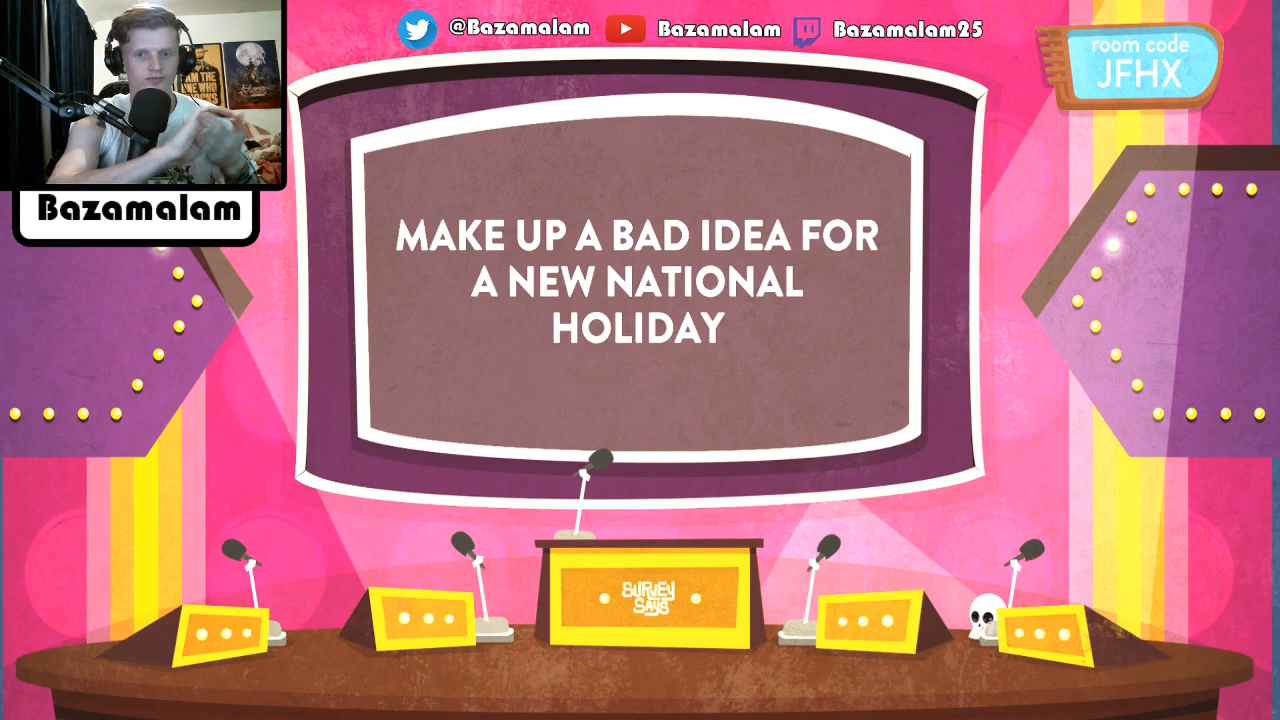 @Bazamalam Bazamalam Bazamalam25
room code
JFHX
Bazamalam
MAKE UP A BAD IDEA FOR
A NEW NATIONAL
HOLIDAY
SURVEY
SAYS